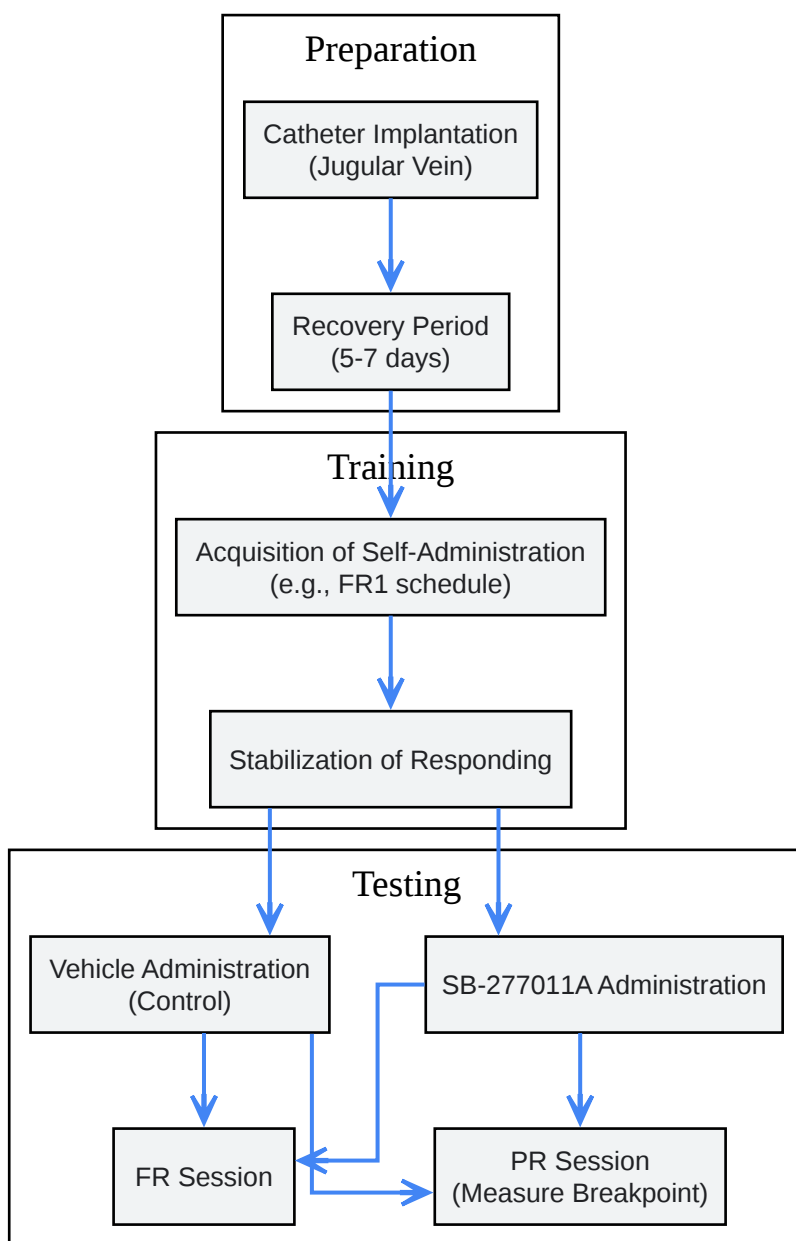 Preparation
Catheter Implantation
(Jugular Vein)
Recovery Period
(5-7 days)
Training
Acquisition of Self-Administration
(e.g., FR1 schedule)
Stabilization of Responding
Testing
Vehicle Administration
(Control)
SB-277011A Administration
FR Session
PR Session
(Measure Breakpoint)